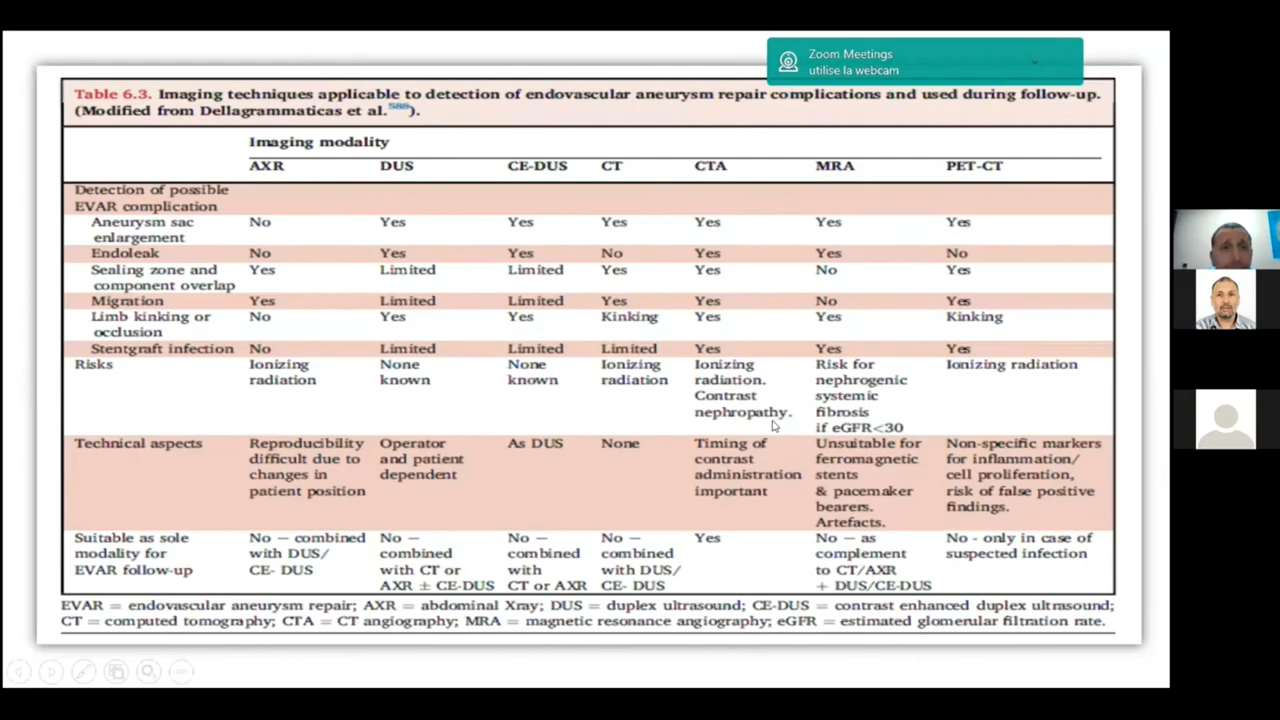 Zoom Meetings
utilise la webcam
Table 6.3. Imaging techniques applicable to detection of endovascular aneurysm repair complications and used during follow-up.
(Modified from Dellagrammaticas et al.588).
Imaging modality
AXR DUS CE-DUS CT CTA MRA PET-CT
Detection of possible
EVAR complication
Aneurysm sac No Yes Yes Yes Yes Yes Yes
enlargement
Endoleak No Yes Yes No Yes Yes No
Sealing zone and Yes Limited Limited Yes Yes No Yes
component overlap
Migration Yes Limited Limited Yes Yes No Yes
Limb kinking or No Yes Yes Kinking Yes Yes Kinking
occlusion
Stentgraft infection No Limited Limited Limited Yes Yes Yes
Risks Ionizing None None Ionizing Ionizing Risk for Ionizing radiation
radiation known known radiation radiation. nephrogenic
Contrast systemic
nephropathy. fibrosis
if eGFR<30
Technical aspects Reproducibility Operator As DUS None Timing of Unsuitable for Non-specific markers
difficult due to and patient contrast ferromagnetic for inflammation/
changes in dependent administration stents cell proliferation,
patient position important & pacemaker risk of false positive
bearers. findings.
Artefacts.
Suitable as sole No — combined No — No — No — Yes No — as No - only in case of
modality for with DUS/ combined combined combined complement suspected infection
EVAR follow-up CE- DUS with CT or with with DUS/ to CT/AXR
AXR ± CE-DUS CT or AXR CE- DUS + DUS/CE-DUS
EVAR = endovascular aneurysm repair; AXR = abdominal Xray; DUS = duplex ultrasound; CE-DUS = contrast enhanced duplex ultrasound;
CT = computed tomography; CTA = CT angiography; MRA = magnetic resonance angiography; eGFR = estimated glomerular filtration rate.